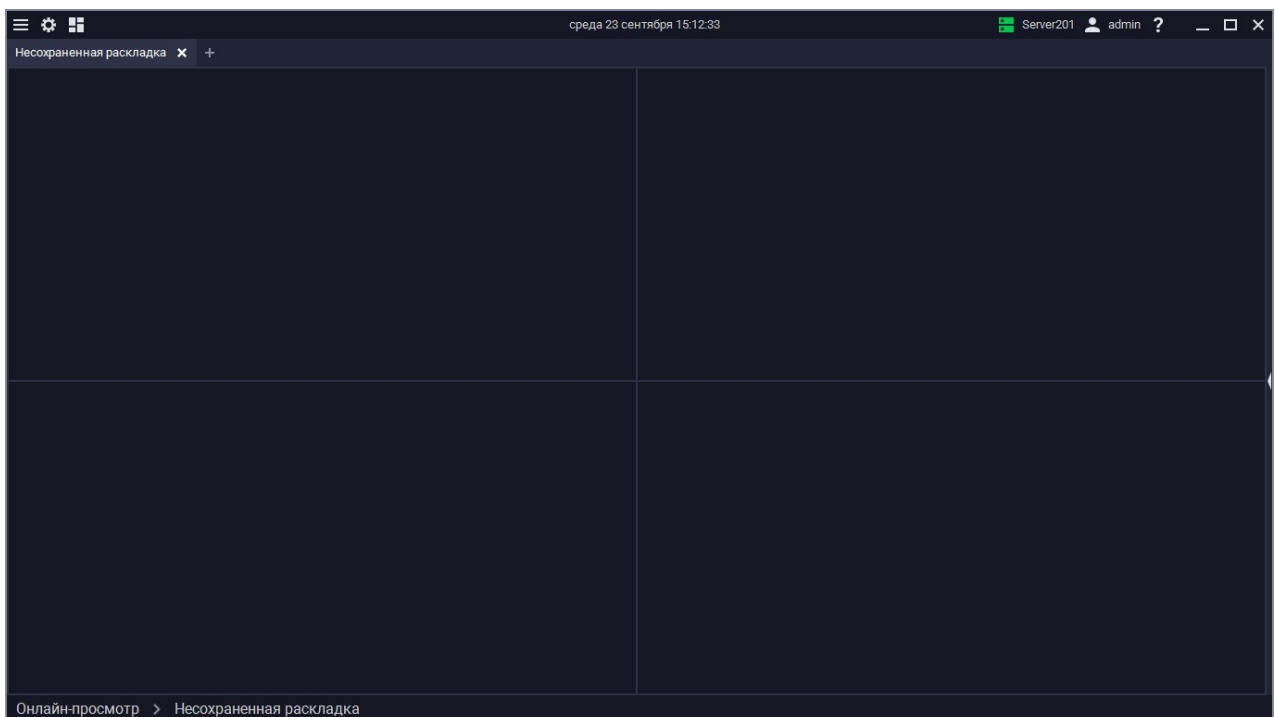 среда 23 сентября 15:12:33 Server201 admin ?
Несохраненная раскладка × +
Онлайн-просмотр > Несохраненная раскладка